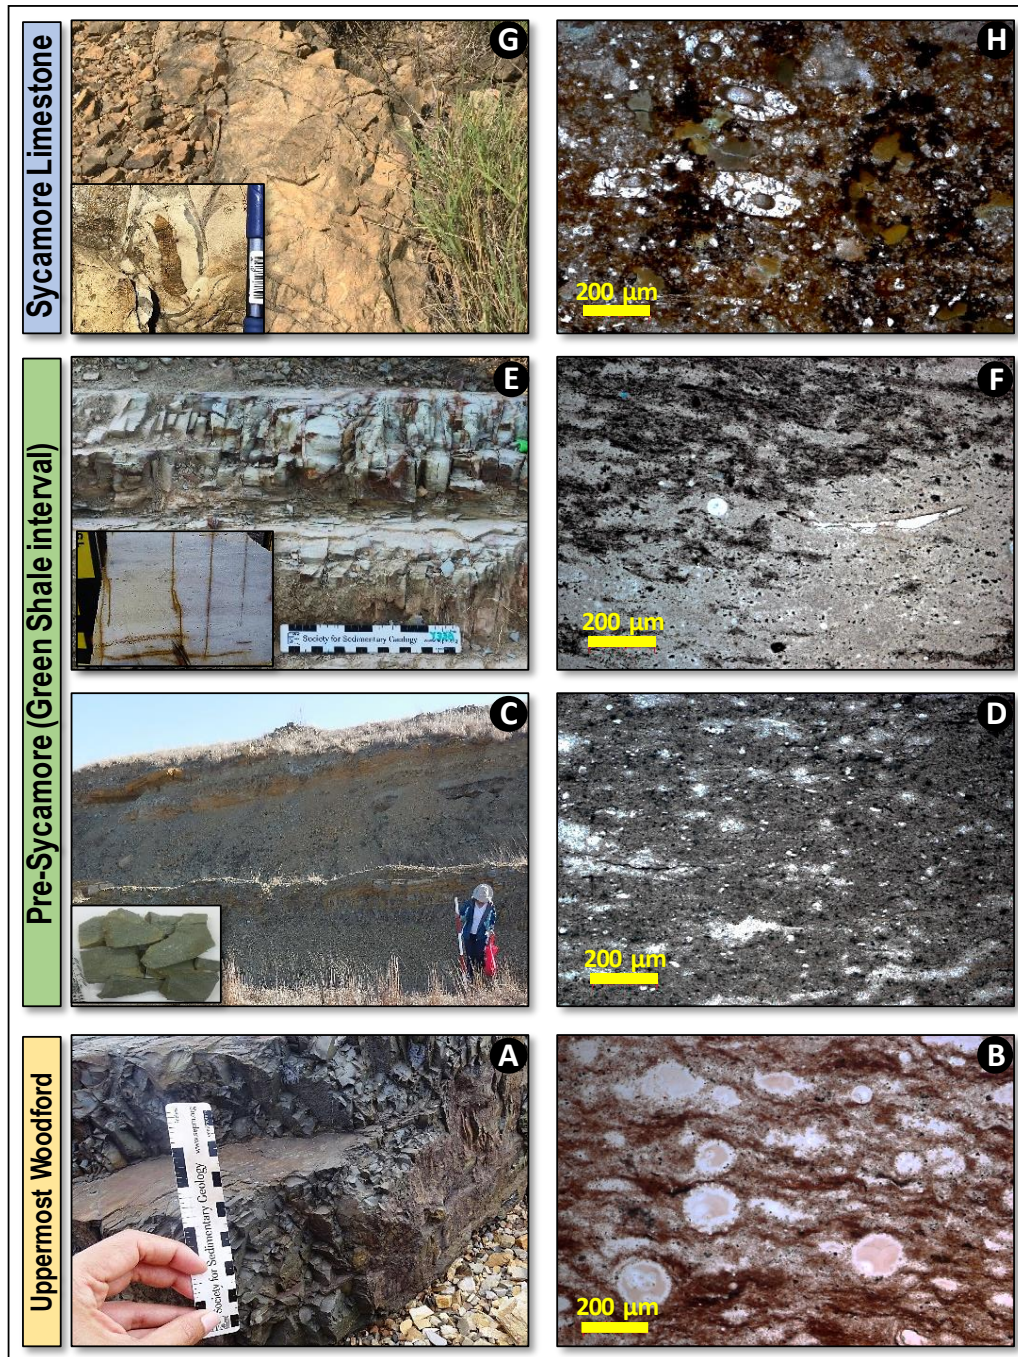 Sycamore Limestone
G
H
200 µm
Pre-Sycamore (Green Shale interval)
E
Society for Sedimentary Geology
F
200 µm
C
D
200 µm
Uppermost Woodford
A
Society for Sedimentary Geology
B
200 µm